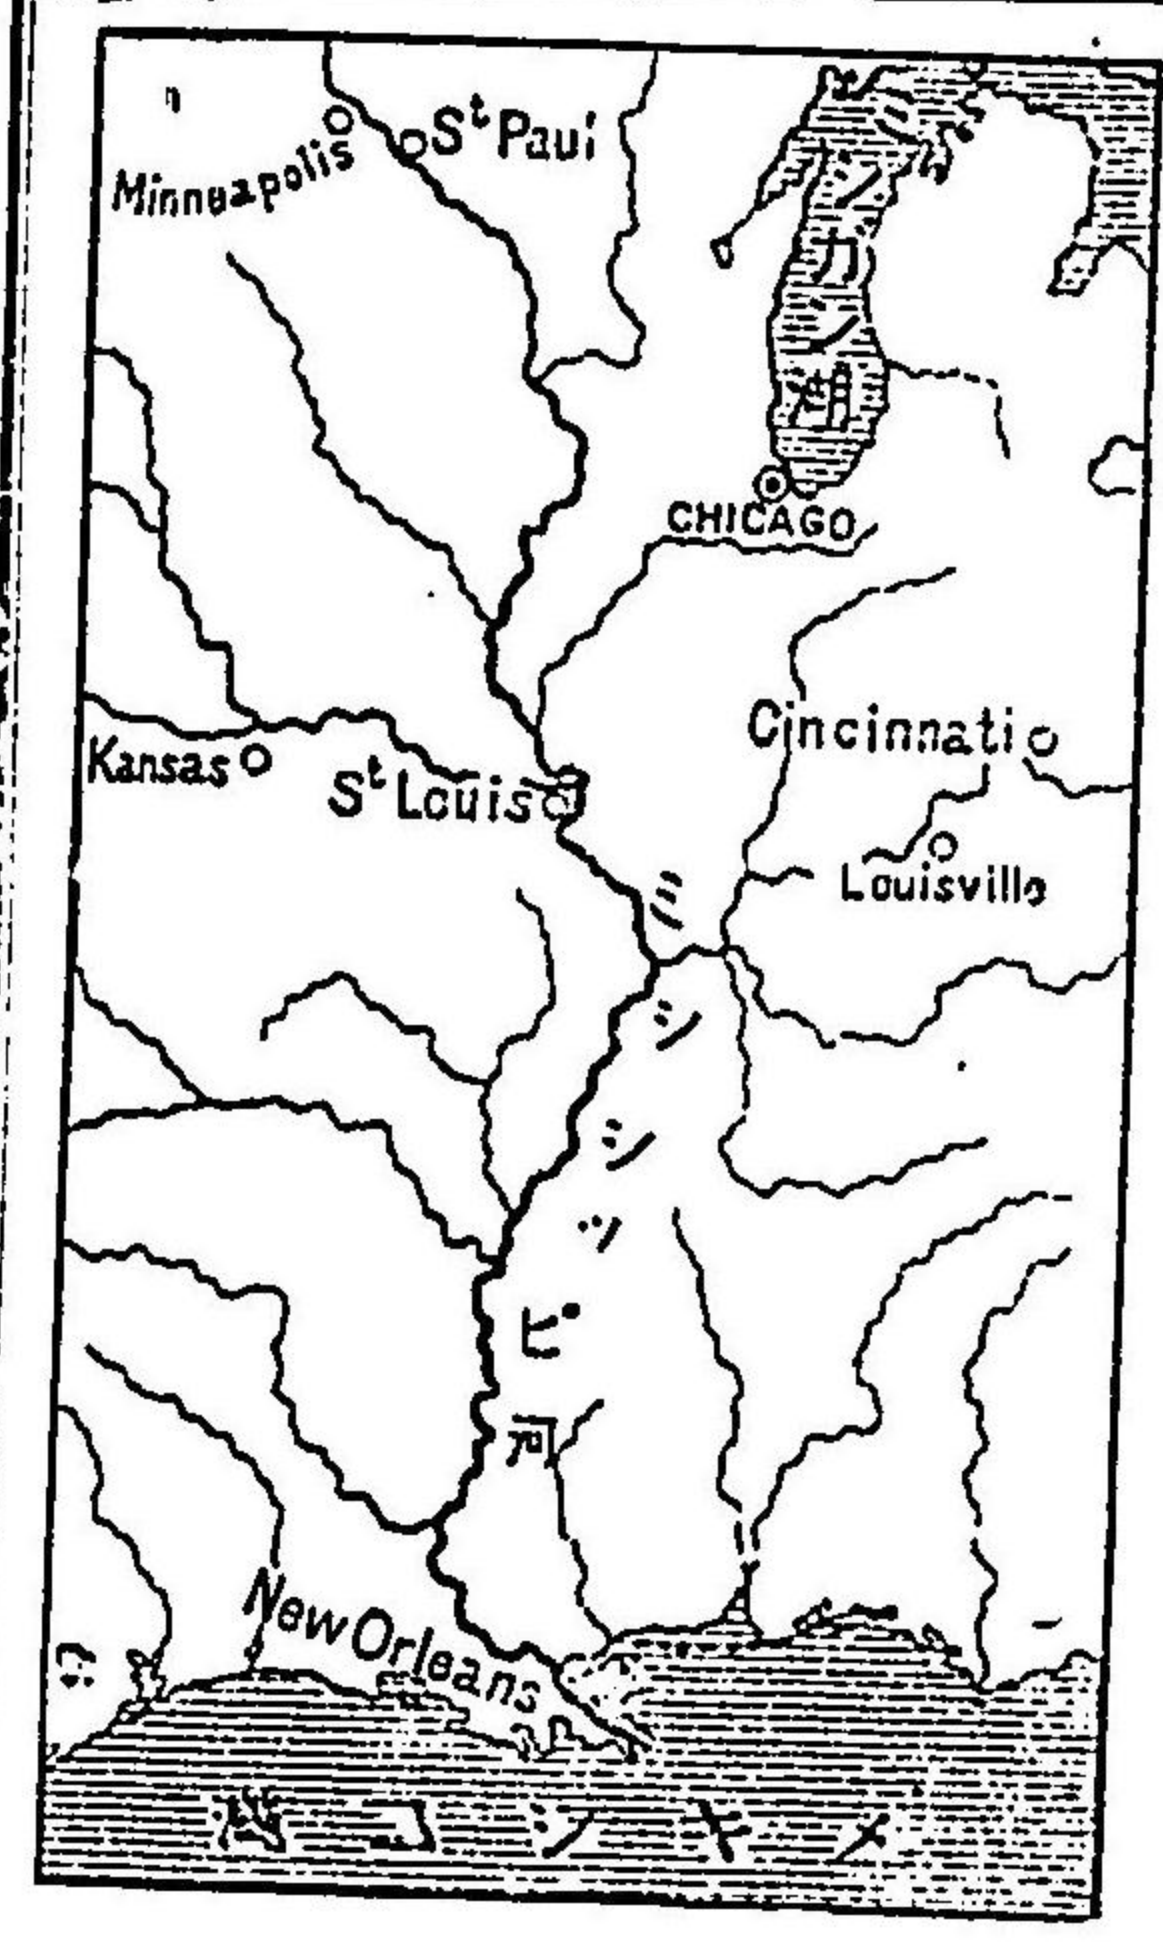 St Paul
Minneapolis
ミシガン湖
CHICAGO
Cincinnati
Kansas
St Louis
Louisville
ミシシッピ河
New Orleans
メキシコ灣